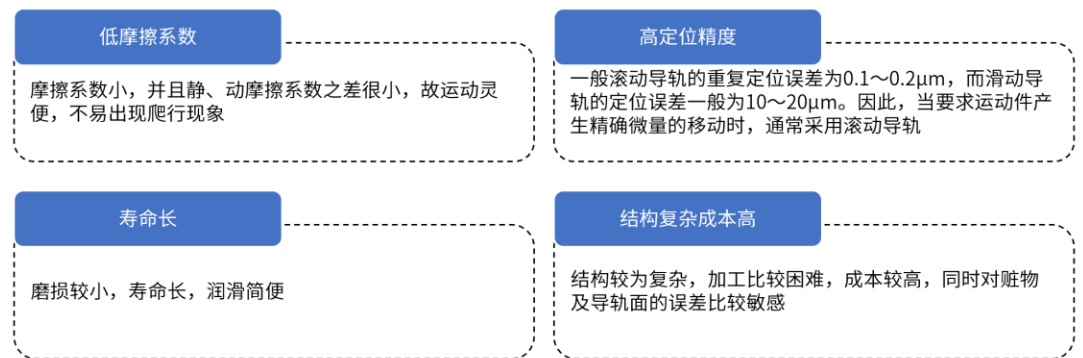 低摩擦系数
摩擦系数小，并且静、动摩擦系数之差很小，故运动灵
便，不易出现爬行现象
高定位精度
一般滚动导轨的重复定位误差为0.1～0.2μm，而滑动导
轨的定位误差一般为10～20μm。因此，当要求运动件产
生精确微量的移动时，通常采用滚动导轨
寿命长
磨损较小，寿命长，润滑简便
结构复杂成本高
结构较为复杂，加工比较困难，成本较高，同时对赃物
及导轨面的误差比较敏感